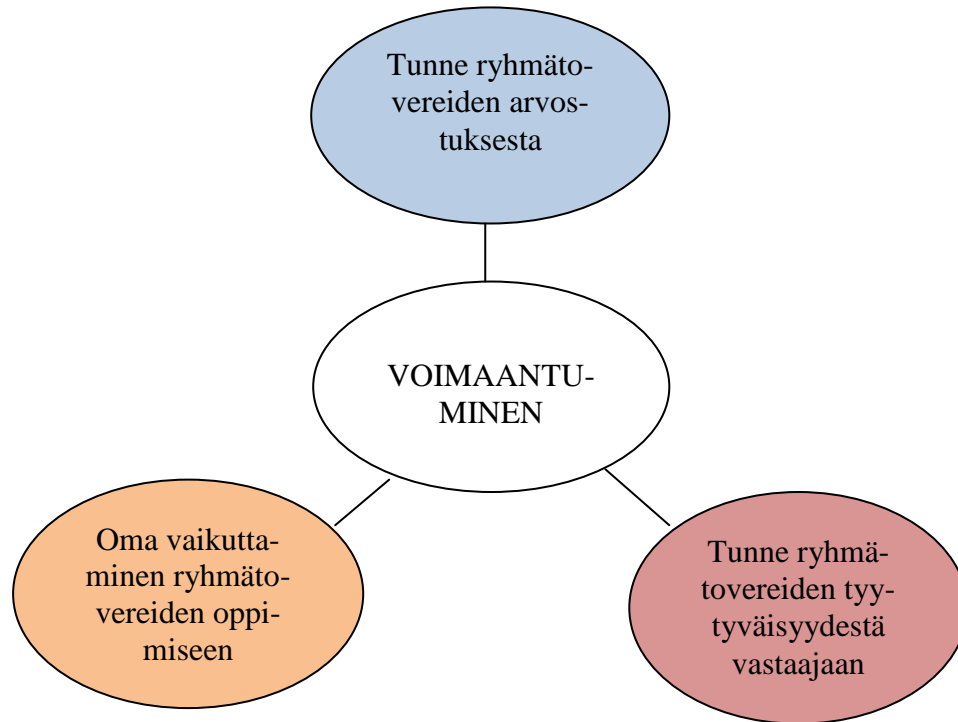 Tunne ryhmäto-
vereiden arvos-
tuksesta
VOIMAANTU-
MINEN
Oma vaikutta-
minen ryhmäto-
vereiden oppi-
miseen
Tunne ryhmä-
tovereiden tyy-
tyväisyydestä
vastaajaan